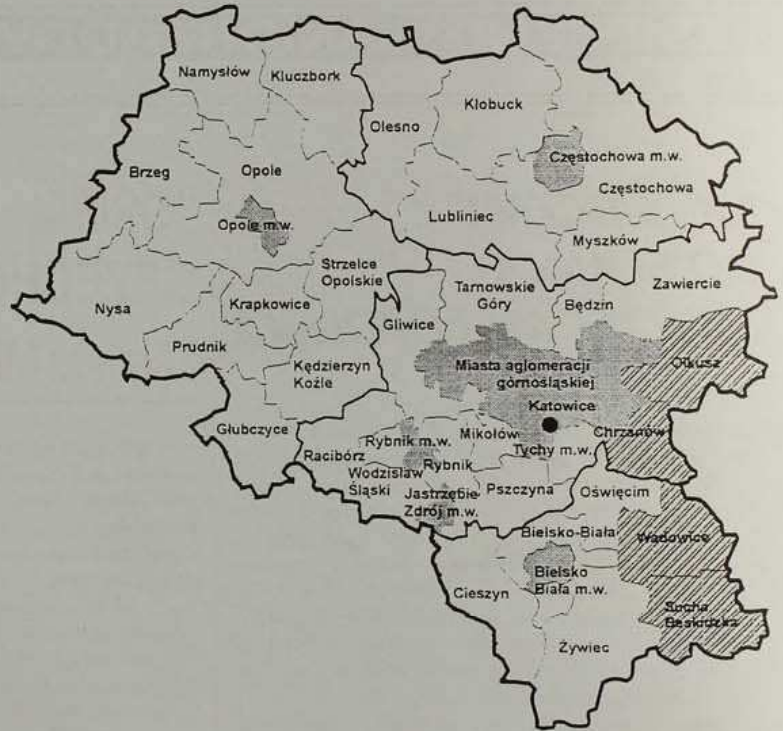 Namysłów
Kluczbork
Olesno
Kłobuck
Częstochowa m.w.
Częstochowa
Brzeg
Opole
Opole m.w.
Lubliniec
Myszków
Strzelce
Opolskie
Nysa
Krapkowice
Prudnik
Kędzierzyn
Koźle
Głubczyce
Gliwice
Tarnowskie
Góry
Będzin
Zawiercie
Olkusz
Miasta aglomeracji
górnośląskiej
Katowice
Chrzanów
Racibórz
Rybnik m.w.
Rybnik
Mikołów
Tychy m.w.
Wodzisław
Śląski
Jastrzębie
Zdrój m.w.
Pszczyna
Oświęcim
Bielsko-Biała
Wadowice
Cieszyn
Bielsko
Biała m.w.
Sucha
Beskidzka
Żywiec